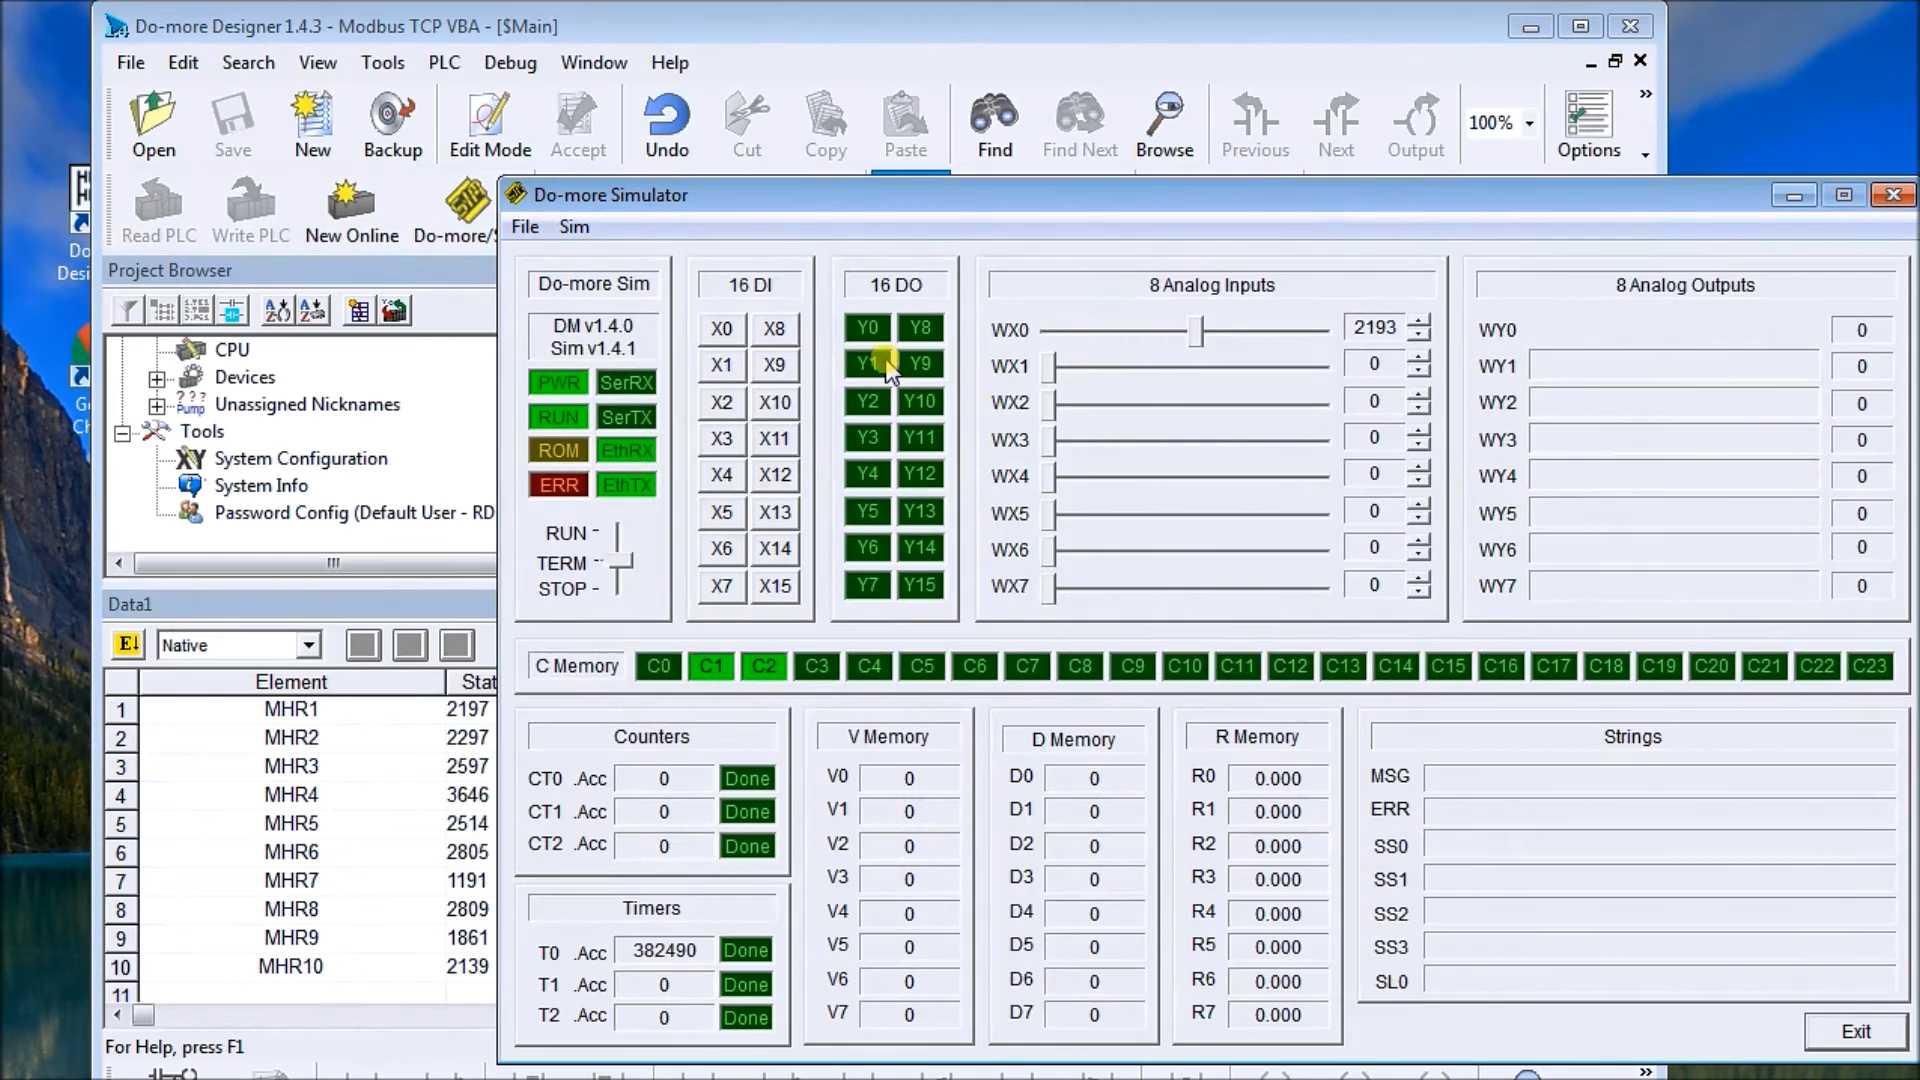 Do-more Designer 1.4.3 - Modbus TCP VBA - [$Main]
File Edit Search View Tools PLC Debug Window Help
Open Save New Backup Edit Mode Accept Undo Cut Copy Paste Find Find Next Browse Previous Next Output 100% Options
Read PLC Write PLC New Online Do-more/
Project Browser
CPU
Devices
Unassigned Nicknames
Tools
System Configuration
System Info
Password Config (Default User - RD
Data1
Native
Element Stat
1 MHR1 2197
2 MHR2 2297
3 MHR3 2597
4 MHR4 3646
5 MHR5 2514
6 MHR6 2805
7 MHR7 1191
8 MHR8 2809
9 MHR9 1861
10 MHR10 2139
11
For Help, press F1
Do-more Simulator
File Sim
Do-more Sim
DM v1.4.0
Sim v1.4.1
PWR SerRX
RUN SerTX
ROM EthRX
ERR EthTX
RUN
TERM
STOP
16 DI
X0 X8
X1 X9
X2 X10
X3 X11
X4 X12
X5 X13
X6 X14
X7 X15
16 DO
Y0 Y8
Y1 Y9
Y2 Y10
Y3 Y11
Y4 Y12
Y5 Y13
Y6 Y14
Y7 Y15
8 Analog Inputs
WX0 2193
WX1 0
WX2 0
WX3 0
WX4 0
WX5 0
WX6 0
WX7 0
8 Analog Outputs
WY0 0
WY1 0
WY2 0
WY3 0
WY4 0
WY5 0
WY6 0
WY7 0
C Memory C0 C1 C2 C3 C4 C5 C6 C7 C8 C9 C10 C11 C12 C13 C14 C15 C16 C17 C18 C19 C20 C21 C22 C23
Counters
CT0 .Acc 0 Done
CT1 .Acc 0 Done
CT2 .Acc 0 Done
Timers
T0 .Acc 382490 Done
T1 .Acc 0 Done
T2 .Acc 0 Done
V Memory
V0 0
V1 0
V2 0
V3 0
V4 0
V5 0
V6 0
V7 0
D Memory
D0 0
D1 0
D2 0
D3 0
D4 0
D5 0
D6 0
D7 0
R Memory
R0 0.000
R1 0.000
R2 0.000
R3 0.000
R4 0.000
R5 0.000
R6 0.000
R7 0.000
Strings
MSG
ERR
SS0
SS1
SS2
SS3
SL0
Exit